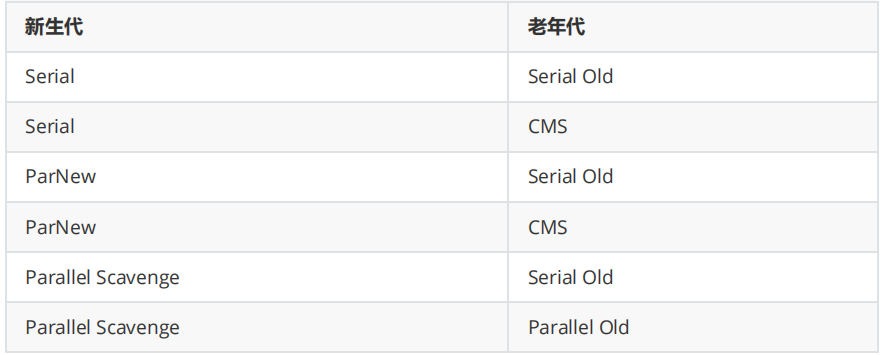 新生代 老年代
Serial Serial Old
Serial CMS
ParNew Serial Old
ParNew CMS
Parallel Scavenge Serial Old
Parallel Scavenge Parallel Old